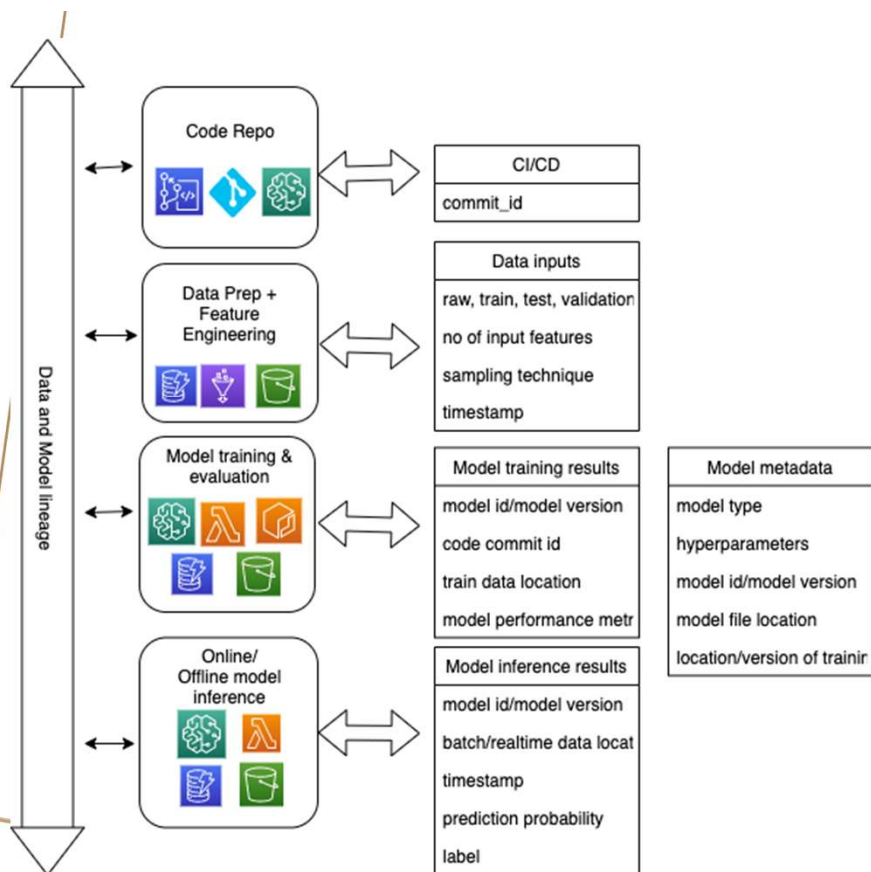 Data and Model lineage
Code Repo
CI/CD
commit_id
Data Prep +
Feature
Engineering
Data inputs
raw, train, test, validation
no of input features
sampling technique
timestamp
Model training &
evaluation
Model training results
model id/model version
code commit id
train data location
model performance metr
Model metadata
model type
hyperparameters
model id/model version
model file location
location/version of trainin
Online/
Offline model
inference
Model inference results
model id/model version
batch/realtime data locat
timestamp
prediction probability
label